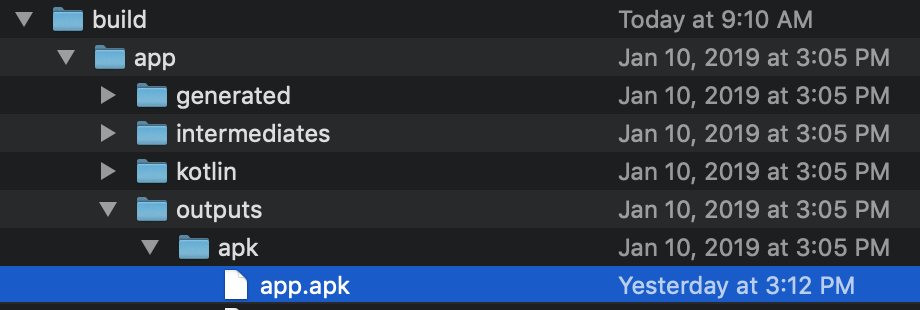 build Today at 9:10 AM
app Jan 10, 2019 at 3:05 PM
generated Jan 10, 2019 at 3:05 PM
intermediates Jan 10, 2019 at 3:05 PM
kotlin Jan 10, 2019 at 3:05 PM
outputs Jan 10, 2019 at 3:05 PM
apk Jan 10, 2019 at 3:05 PM
app.apk Yesterday at 3:12 PM